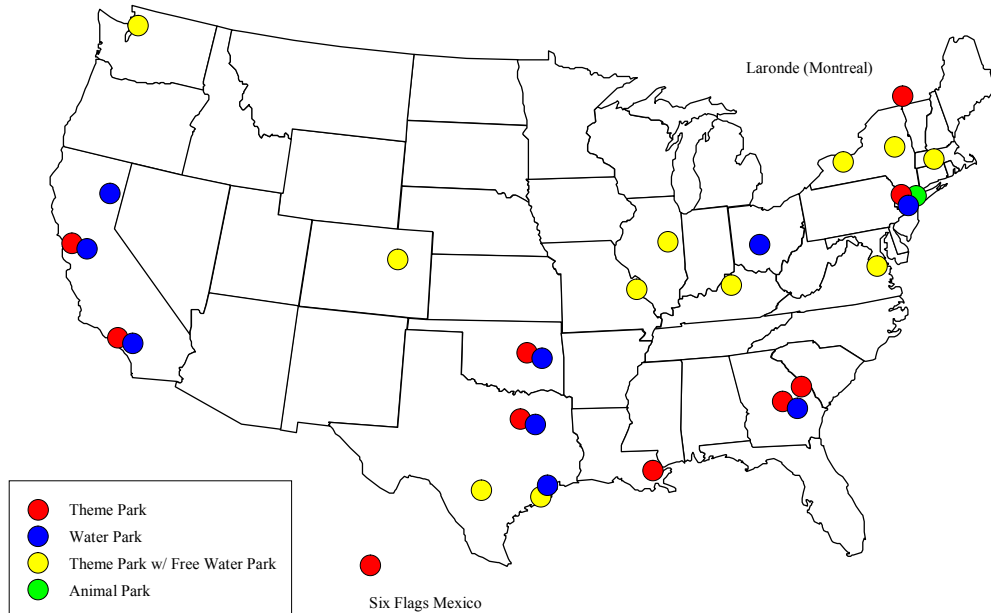 Laronde (Montreal)
Theme Park
Water Park
Theme Park w/ Free Water Park
Animal Park
Six Flags Mexico